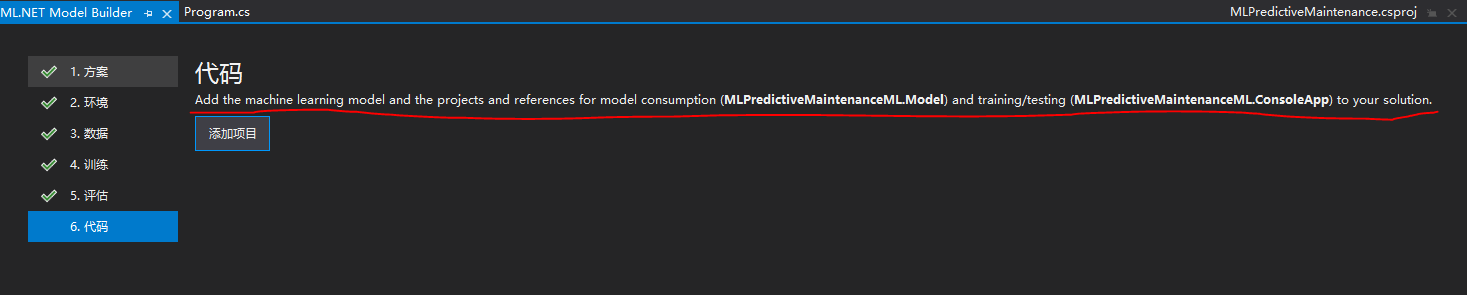 ML.NET Model Builder
Program.cs
MLPredictiveMaintenance.csproj
1. 方案
2. 环境
3. 数据
4. 训练
5. 评估
6. 代码
代码
Add the machine learning model and the projects and references for model consumption (MLPredictiveMaintenanceML.Model) and training/testing (MLPredictiveMaintenanceML.ConsoleApp) to your solution.
添加项目